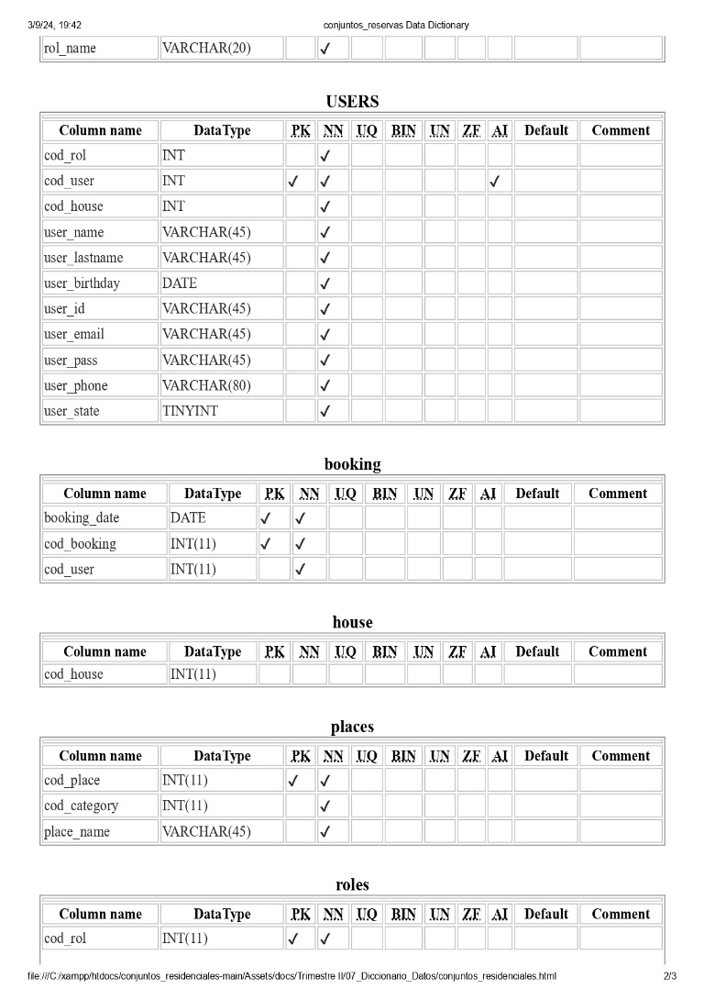 3/9/24, 19:42 conjuntos_reservas Data Dictionary
rol_name VARCHAR(20) ✓
USERS
Column name DataType PK NN UQ BIN UN ZF AI Default Comment
cod_rol INT ✓
cod_user INT ✓ ✓ ✓
cod_house INT ✓
user_name VARCHAR(45) ✓
user_lastname VARCHAR(45) ✓
user_birthday DATE ✓
user_id VARCHAR(45) ✓
user_email VARCHAR(45) ✓
user_pass VARCHAR(45) ✓
user_phone VARCHAR(80) ✓
user_state TINYINT ✓
booking
Column name DataType PK NN UQ BIN UN ZF AI Default Comment
booking_date DATE ✓ ✓
cod_booking INT(11) ✓ ✓
cod_user INT(11) ✓
house
Column name DataType PK NN UQ BIN UN ZF AI Default Comment
cod_house INT(11)
places
Column name DataType PK NN UQ BIN UN ZF AI Default Comment
cod_place INT(11) ✓ ✓
cod_category INT(11) ✓
place_name VARCHAR(45) ✓
roles
Column name DataType PK NN UQ BIN UN ZF AI Default Comment
cod_rol INT(11) ✓ ✓
file:///C:/xampp/htdocs/conjuntos_residenciales-main/Assets/docs/Trimestre II/07_Diccionario_Datos/conjuntos_residenciales.html 2/3